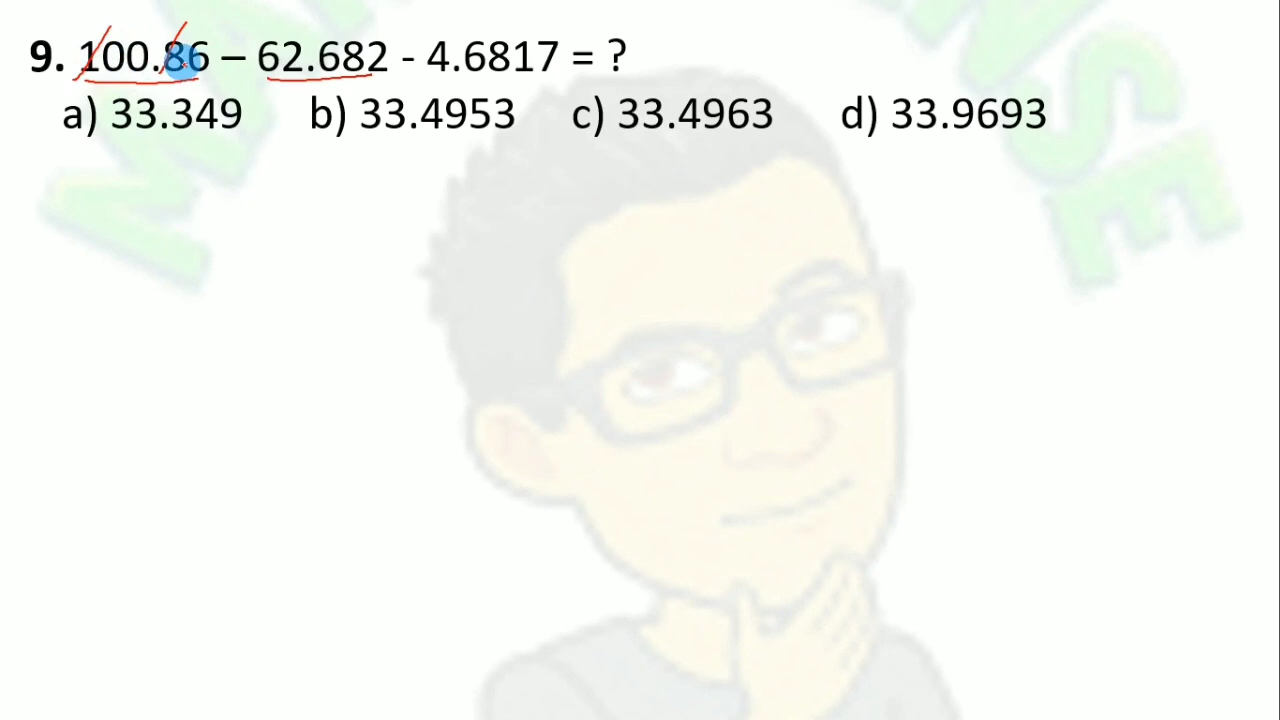 9. 100.86 – 62.682 - 4.6817 = ?
a) 33.349 b) 33.4953 c) 33.4963 d) 33.9693